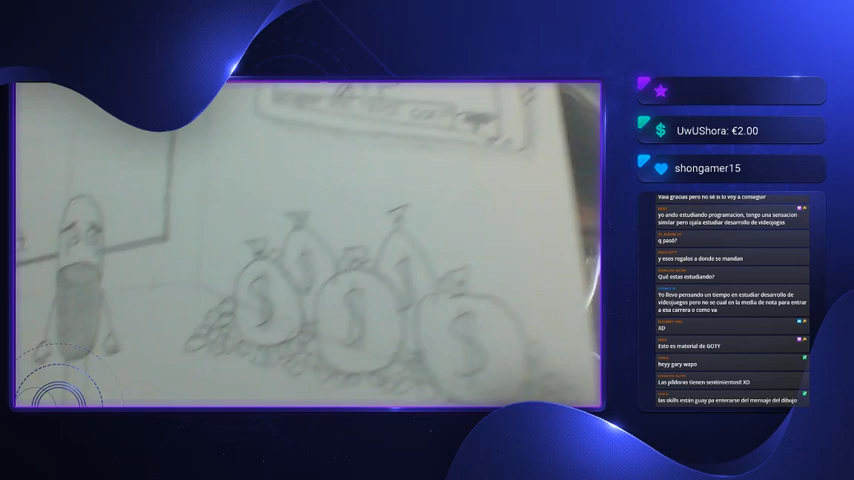 UwUShora: €2.00
shongamer15
Vaia gracias pero no sé si lo voy a conseguir
yo ando estudiando programacion, tengo una sensacion
similar pero ojala estudiar desarrollo de videojogos
q pasó?
y esos regalos a donde se mandan
Qué estas estudiando?
Yo llevo pensando un tiempo en estudiar desarrollo de
videojuegos pero no se cual en la media de nota para entrar
a esa carrera o como va
XD
Esto es material de GOTY
heyy gary wapo
Las píldoras tienen sentimientos!! XD
las skills están guay pa enterarse del mensaje del dibujo